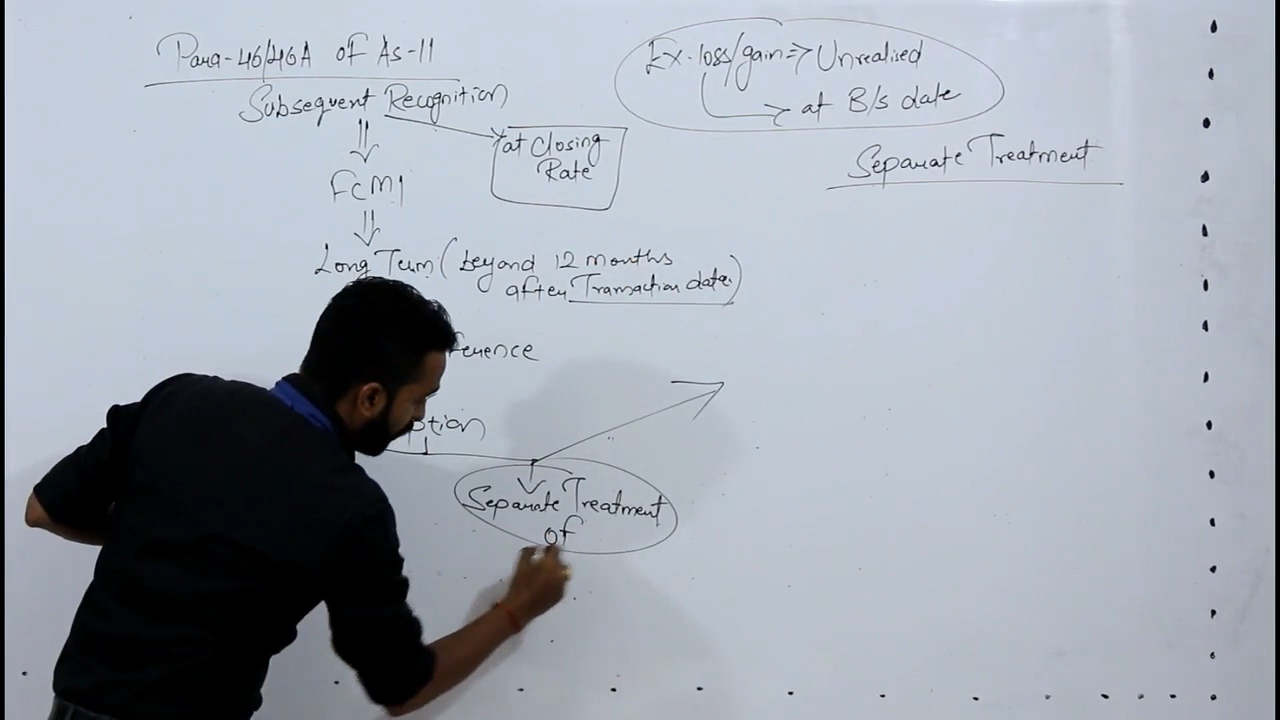 Para-46/46A of As-11
Subsequent Recognition
at Closing
Rate
FCMI
Long Term (beyond 12 months
after Transaction date)
ference
ption
Separate Treatment
of
Ex. loss/gain => Unrealised
at B/s date
Separate Treatment